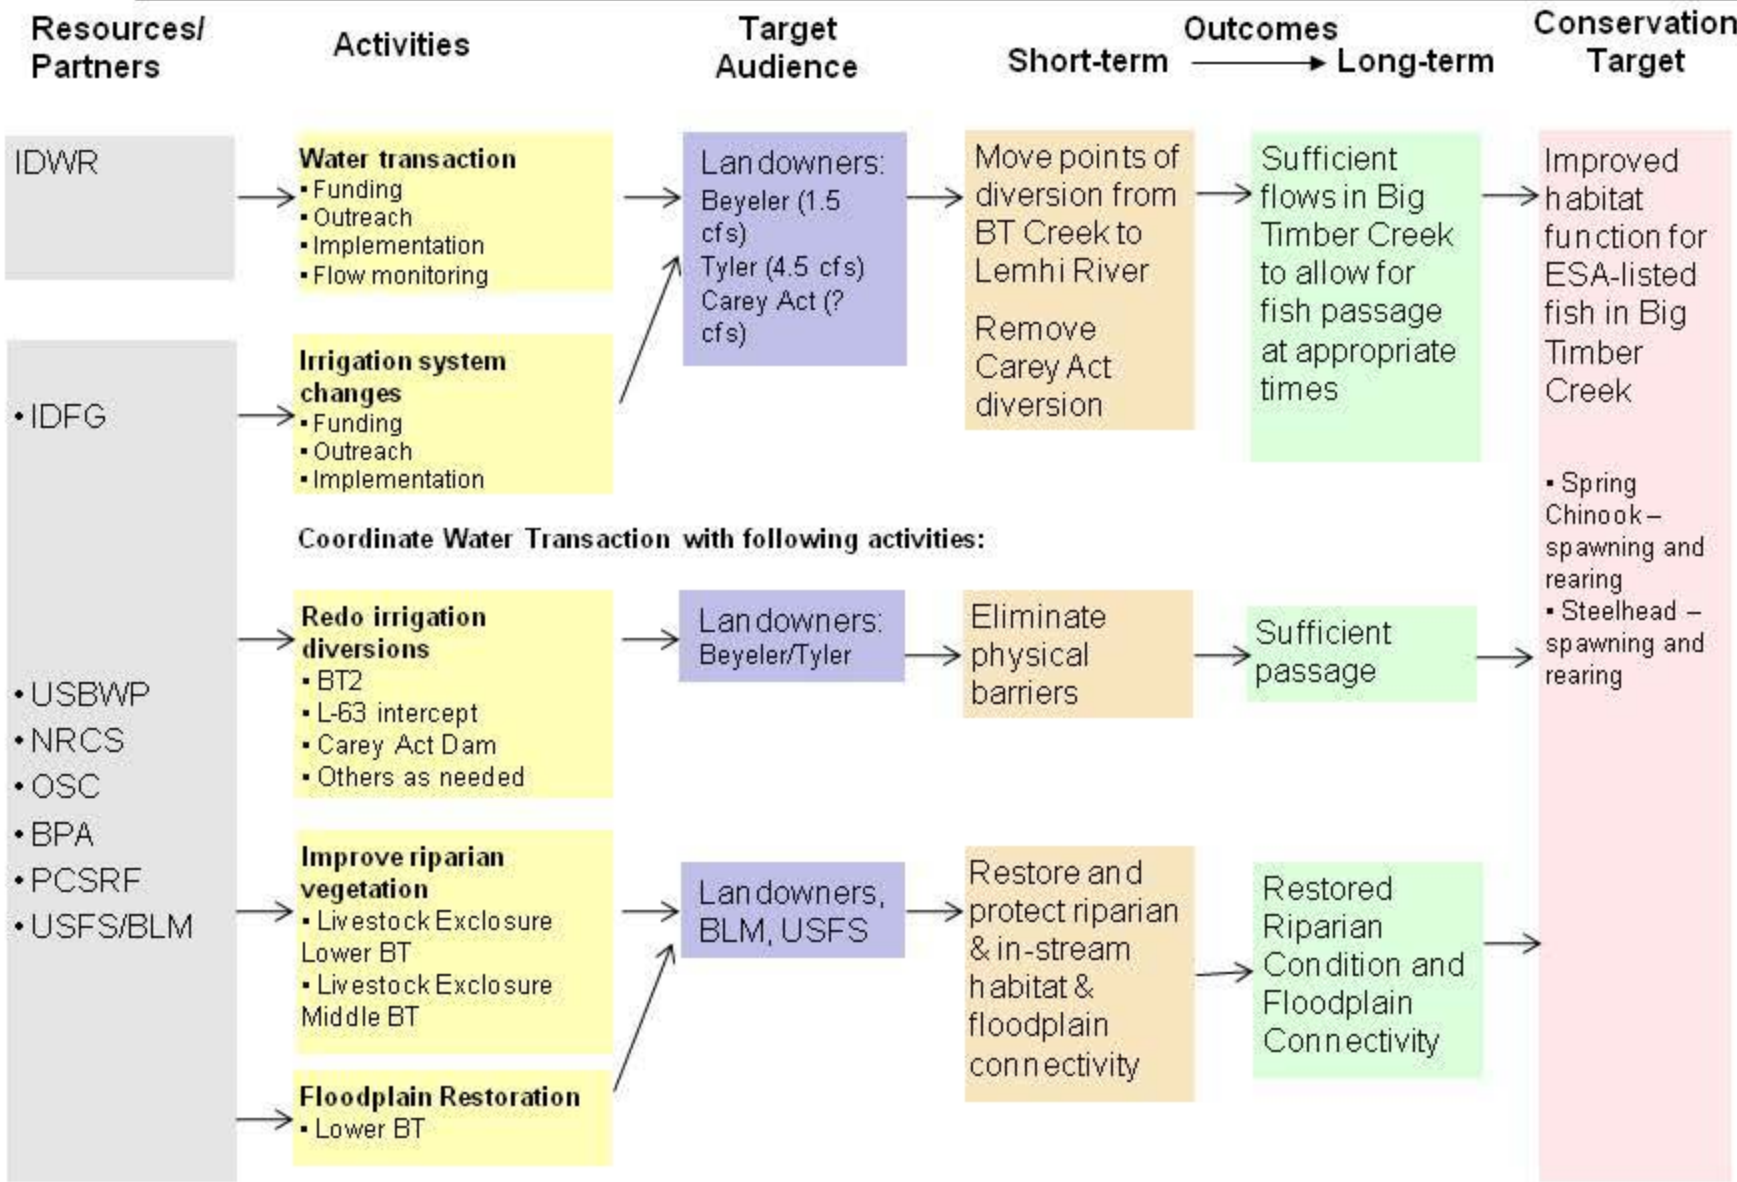 Resources/
Partners
Activities
Target
Audience
Outcomes
Short-term
Long-term
Conservation
Target
IDWR
Water transaction
▪ Funding
▪ Outreach
▪ Implementation
▪ Flow monitoring
Landowners:
Beyeler (1.5
cfs)
Tyler (4.5 cfs)
Carey Act (?
cfs)
Move points of
diversion from
BT Creek to
Lemhi River
Remove
Carey Act
diversion
Sufficient
flows in Big
Timber Creek
to allow for
fish passage
at appropriate
times
Improved
habitat
function for
ESA-listed
fish in Big
Timber
Creek
▪ Spring
Chinook –
spawning and
rearing
▪ Steelhead –
spawning and
rearing
• IDFG
Irrigation system
changes
▪ Funding
▪ Outreach
▪ Implementation
Coordinate Water Transaction with following activities:
• USBWP
• NRCS
• OSC
• BPA
• PCSRF
• USFS/BLM
Redo irrigation
diversions
▪ BT2
▪ L-63 intercept
▪ Carey Act Dam
▪ Others as needed
Landowners:
Beyeler/Tyler
Eliminate
physical
barriers
Sufficient
passage
Improve riparian
vegetation
▪ Livestock Exclosure
Lower BT
▪ Livestock Exclosure
Middle BT
Landowners,
BLM, USFS
Restore and
protect riparian
& in-stream
habitat &
floodplain
connectivity
Restored
Riparian
Condition and
Floodplain
Connectivity
Floodplain Restoration
▪ Lower BT